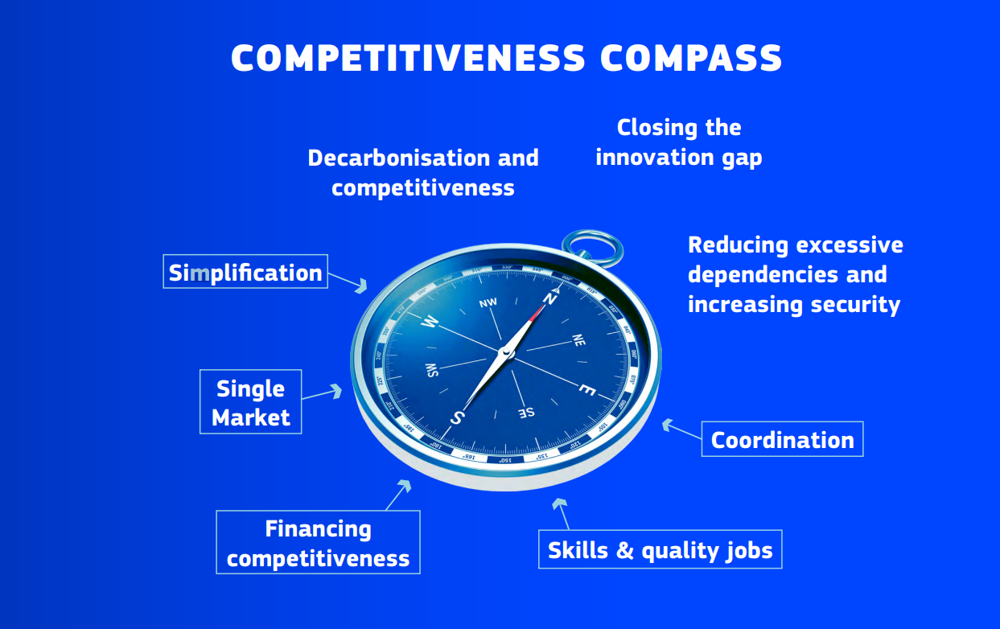 COMPETITIVENESS COMPASS
Closing the
innovation gap
Decarbonisation and
competitiveness
Reducing excessive
dependencies and
increasing security
Simplification
Single
Market
Financing
competitiveness
Skills & quality jobs
Coordination
N
NE
E
SE
S
SW
W
NW